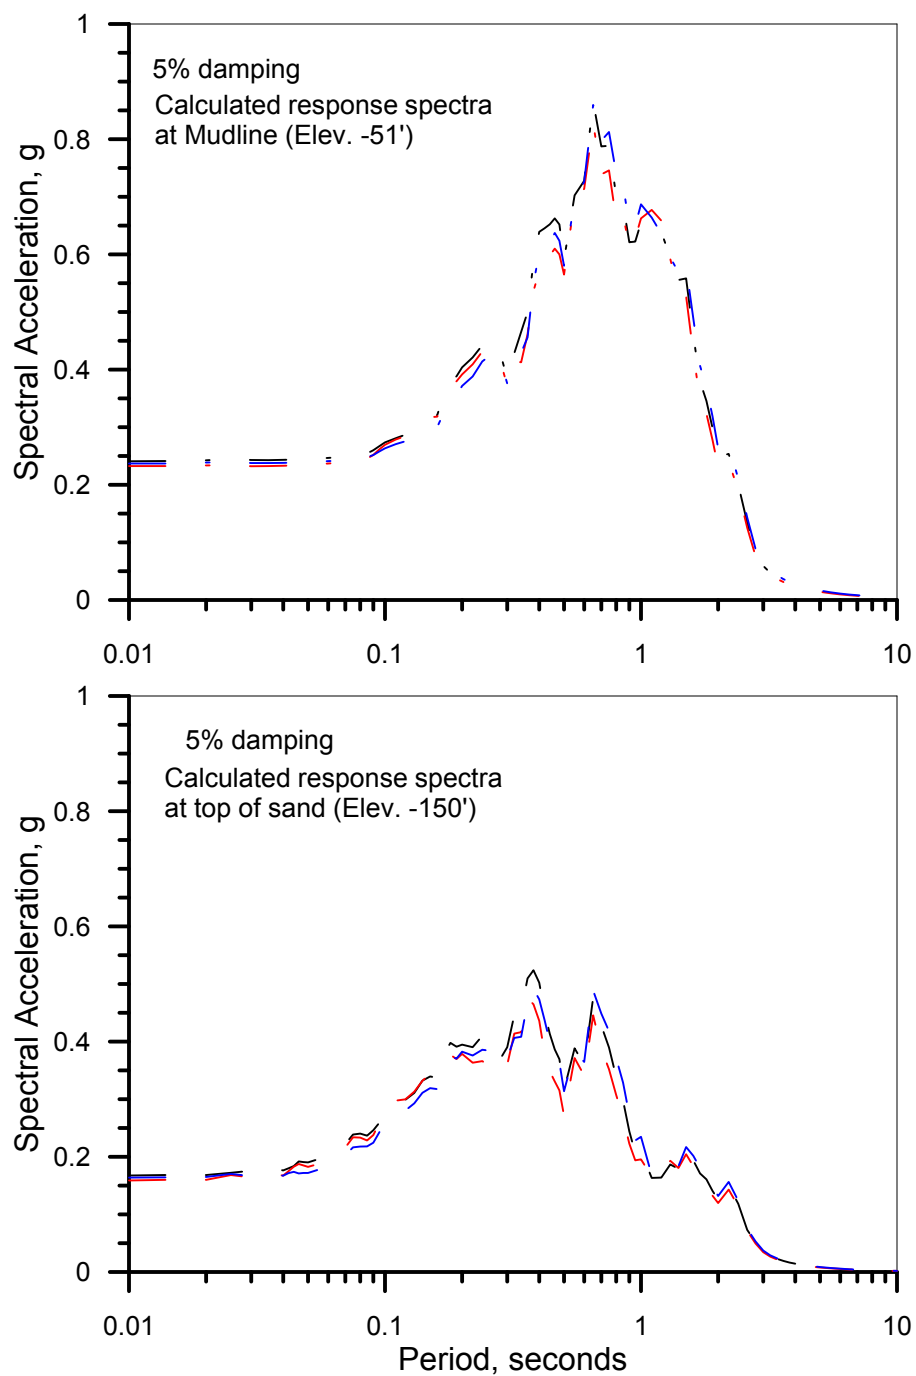 1
0.8
0.6
0.4
0.2
0
Spectral Acceleration, g
5% damping
Calculated response spectra
at Mudline (Elev. -51')
0.01 0.1 1 10
1
0.8
0.6
0.4
0.2
0
Spectral Acceleration, g
5% damping
Calculated response spectra
at top of sand (Elev. -150')
0.01 0.1 1 10
Period, seconds